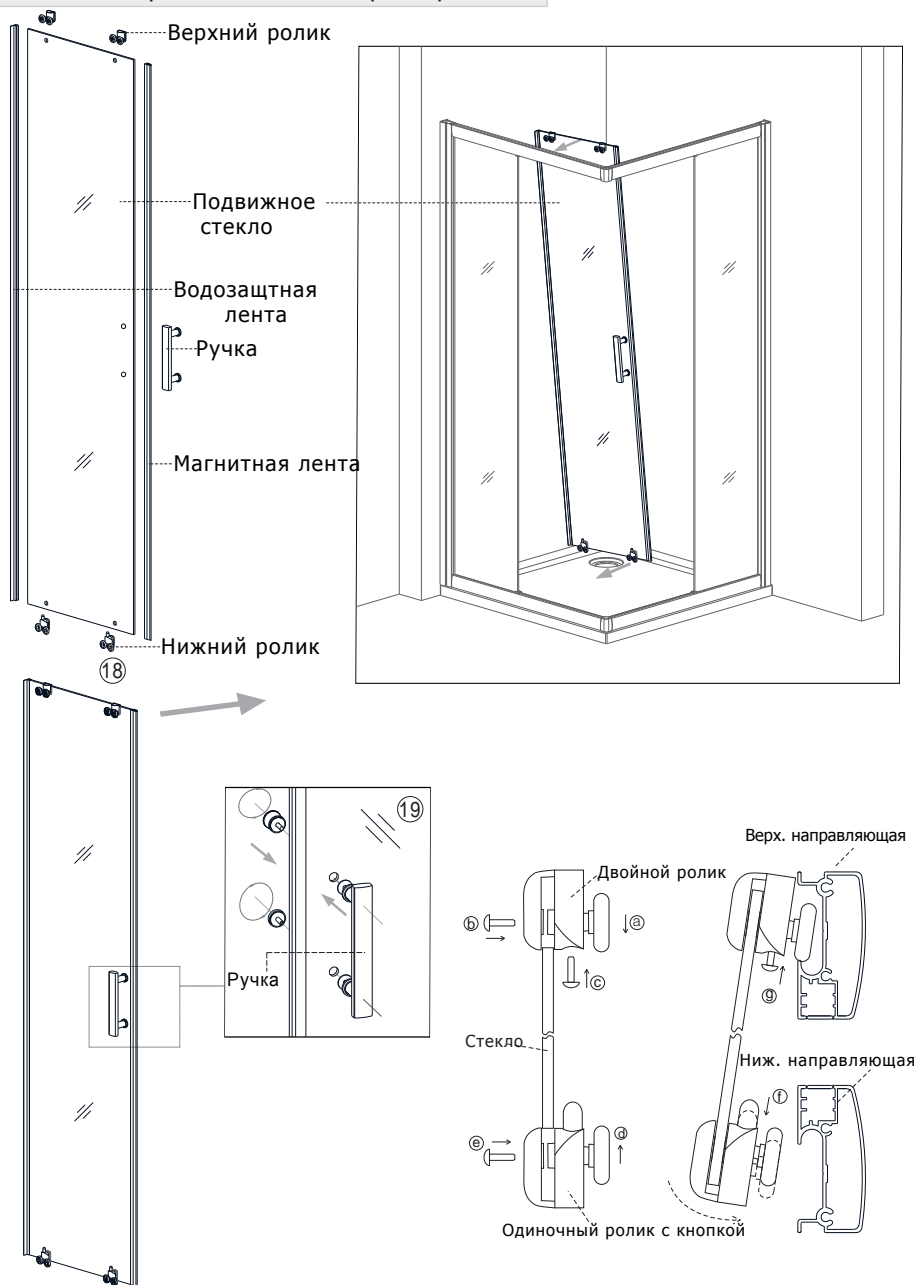 Верхний ролик
Подвижное
стекло
Водозащтная
лента
Ручка
Магнитная лента
Нижний ролик
18
19
Ручка
Верх. направляющая
Двойной ролик
b
a
c
g
Стекло
Ниж. направляющая
f
e
d
Одиночный ролик с кнопкой